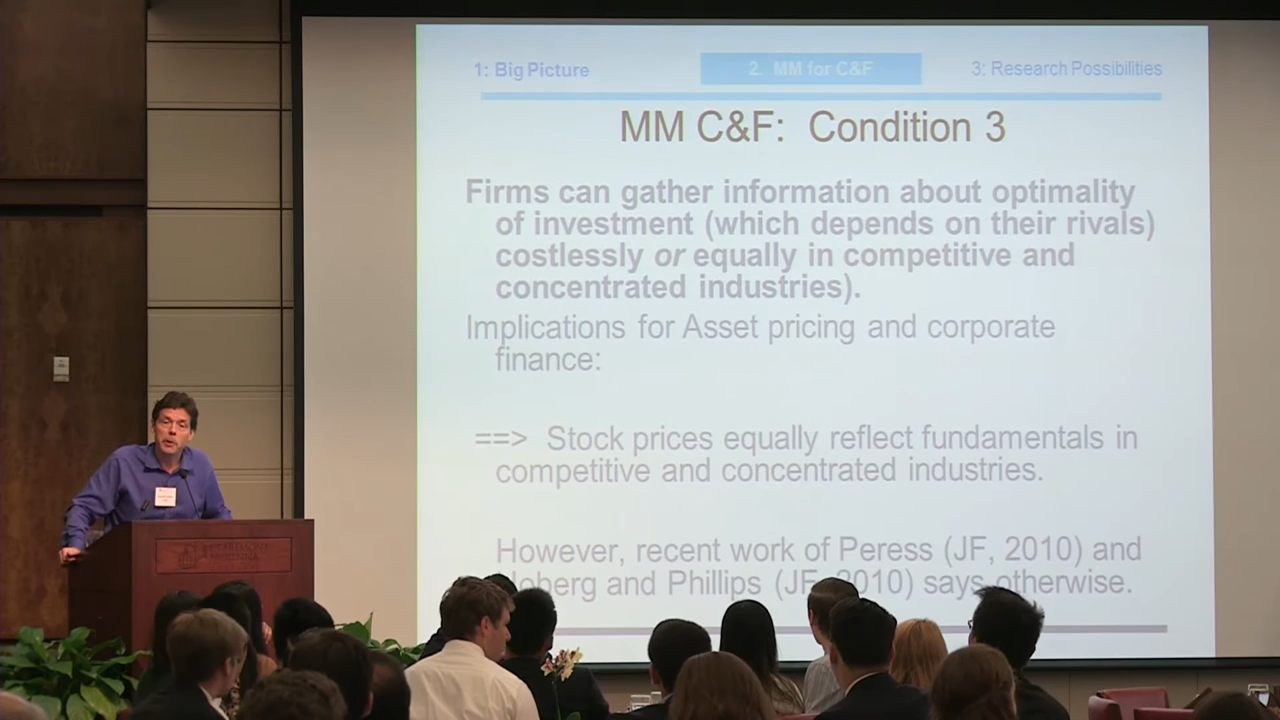 1: Big Picture
2. MM for C&F
3: Research Possibilities
MM C&F: Condition 3
Firms can gather information about optimality
of investment (which depends on their rivals)
costlessly or equally in competitive and
concentrated industries).
Implications for Asset pricing and corporate
finance:
==> Stock prices equally reflect fundamentals in
competitive and concentrated industries.
However, recent work of Peress (JF, 2010) and
and Phillips (JF, 2010) says otherwise.